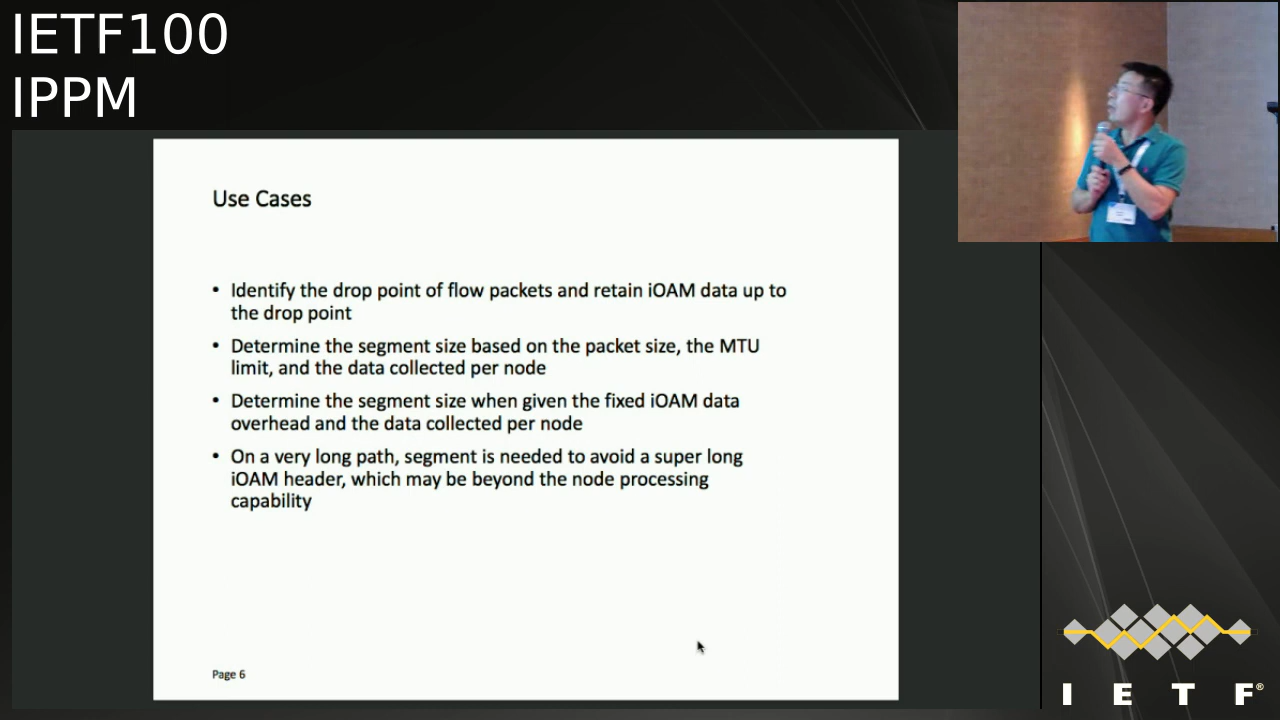 IETF100
IPPM
Use Cases
• Identify the drop point of flow packets and retain iOAM data up to
the drop point
• Determine the segment size based on the packet size, the MTU
limit, and the data collected per node
• Determine the segment size when given the fixed iOAM data
overhead and the data collected per node
• On a very long path, segment is needed to avoid a super long
iOAM header, which may be beyond the node processing
capability
Page 6
I E T F®